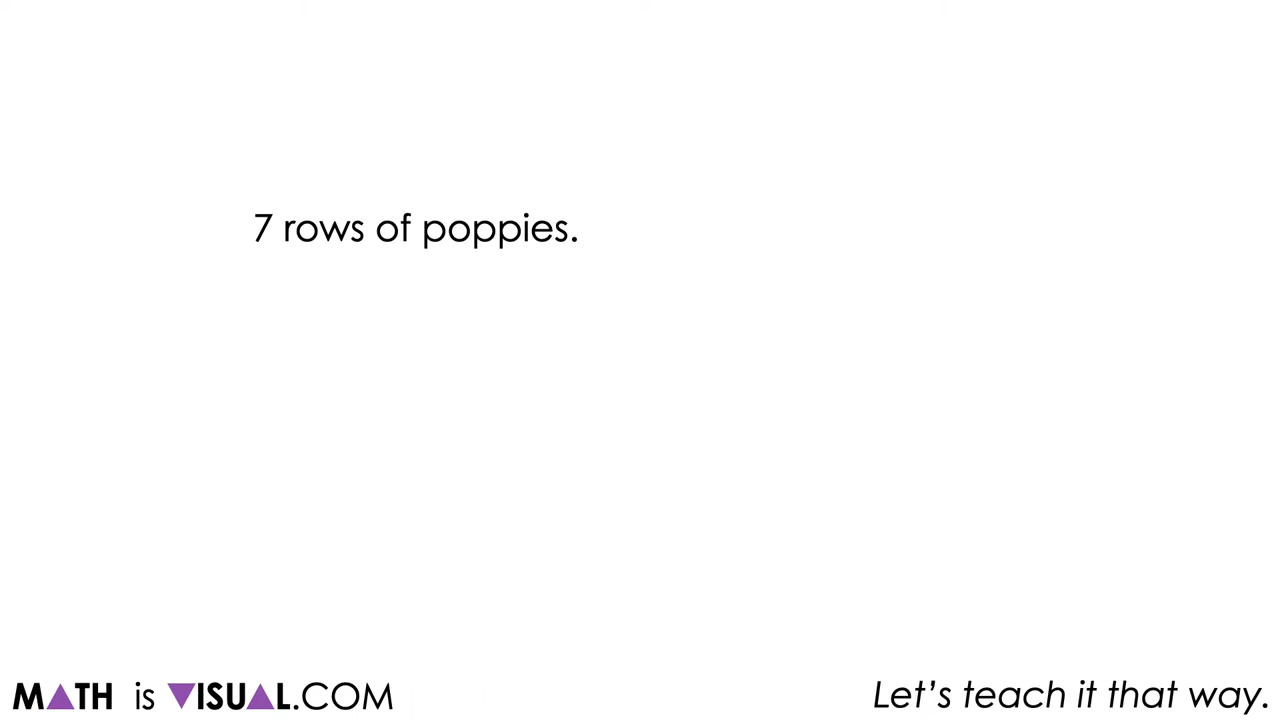 7 rows of poppies.
MATH is VISUAL.COM
Let's teach it that way.